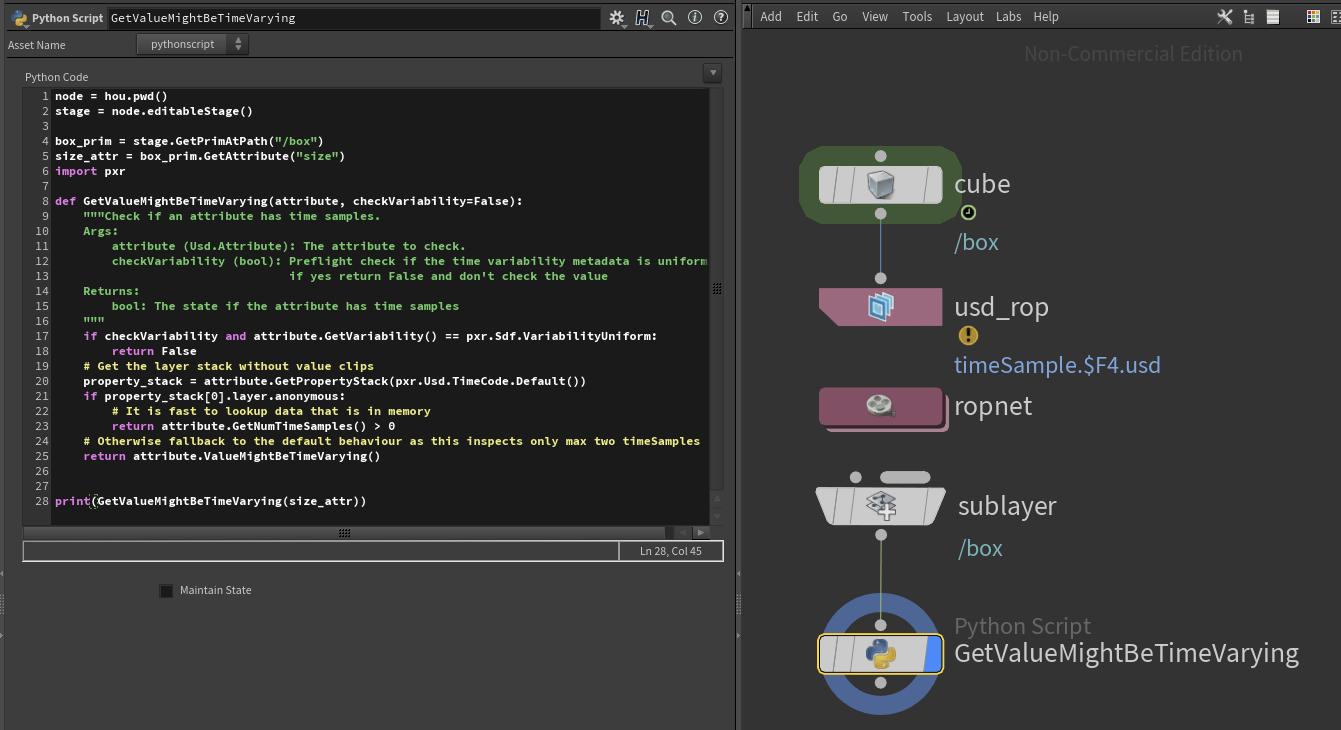 Python Script GetValueMightBeTimeVarying
Asset Name pythonscript
Python Code
1 node = hou.pwd()
2 stage = node.editableStage()
3
4 box_prim = stage.GetPrimAtPath("/box")
5 size_attr = box_prim.GetAttribute("size")
6 import pxr
7
8 def GetValueMightBeTimeVarying(attribute, checkVariability=False):
9 """Check if an attribute has time samples.
10 Args:
11 attribute (Usd.Attribute): The attribute to check.
12 checkVariability (bool): Preflight check if the time variability metadata is uniform
13 if yes return False and don't check the value
14 Returns:
15 bool: The state if the attribute has time samples
16 """
17 if checkVariability and attribute.GetVariability() == pxr.Sdf.VariabilityUniform:
18 return False
19 # Get the layer stack without value clips
20 property_stack = attribute.GetPropertyStack(pxr.Usd.TimeCode.Default())
21 if property_stack[0].layer.anonymous:
22 # It is fast to lookup data that is in memory
23 return attribute.GetNumTimeSamples() > 0
24 # Otherwise fallback to the default behaviour as this inspects only max two timeSamples
25 return attribute.ValueMightBeTimeVarying()
26
27
28 print(GetValueMightBeTimeVarying(size_attr))
Ln 28, Col 45
Maintain State
Add Edit Go View Tools Layout Labs Help
Non-Commercial Edition
cube
/box
usd_rop
timeSample.$F4.usd
ropnet
sublayer
/box
Python Script
GetValueMightBeTimeVarying